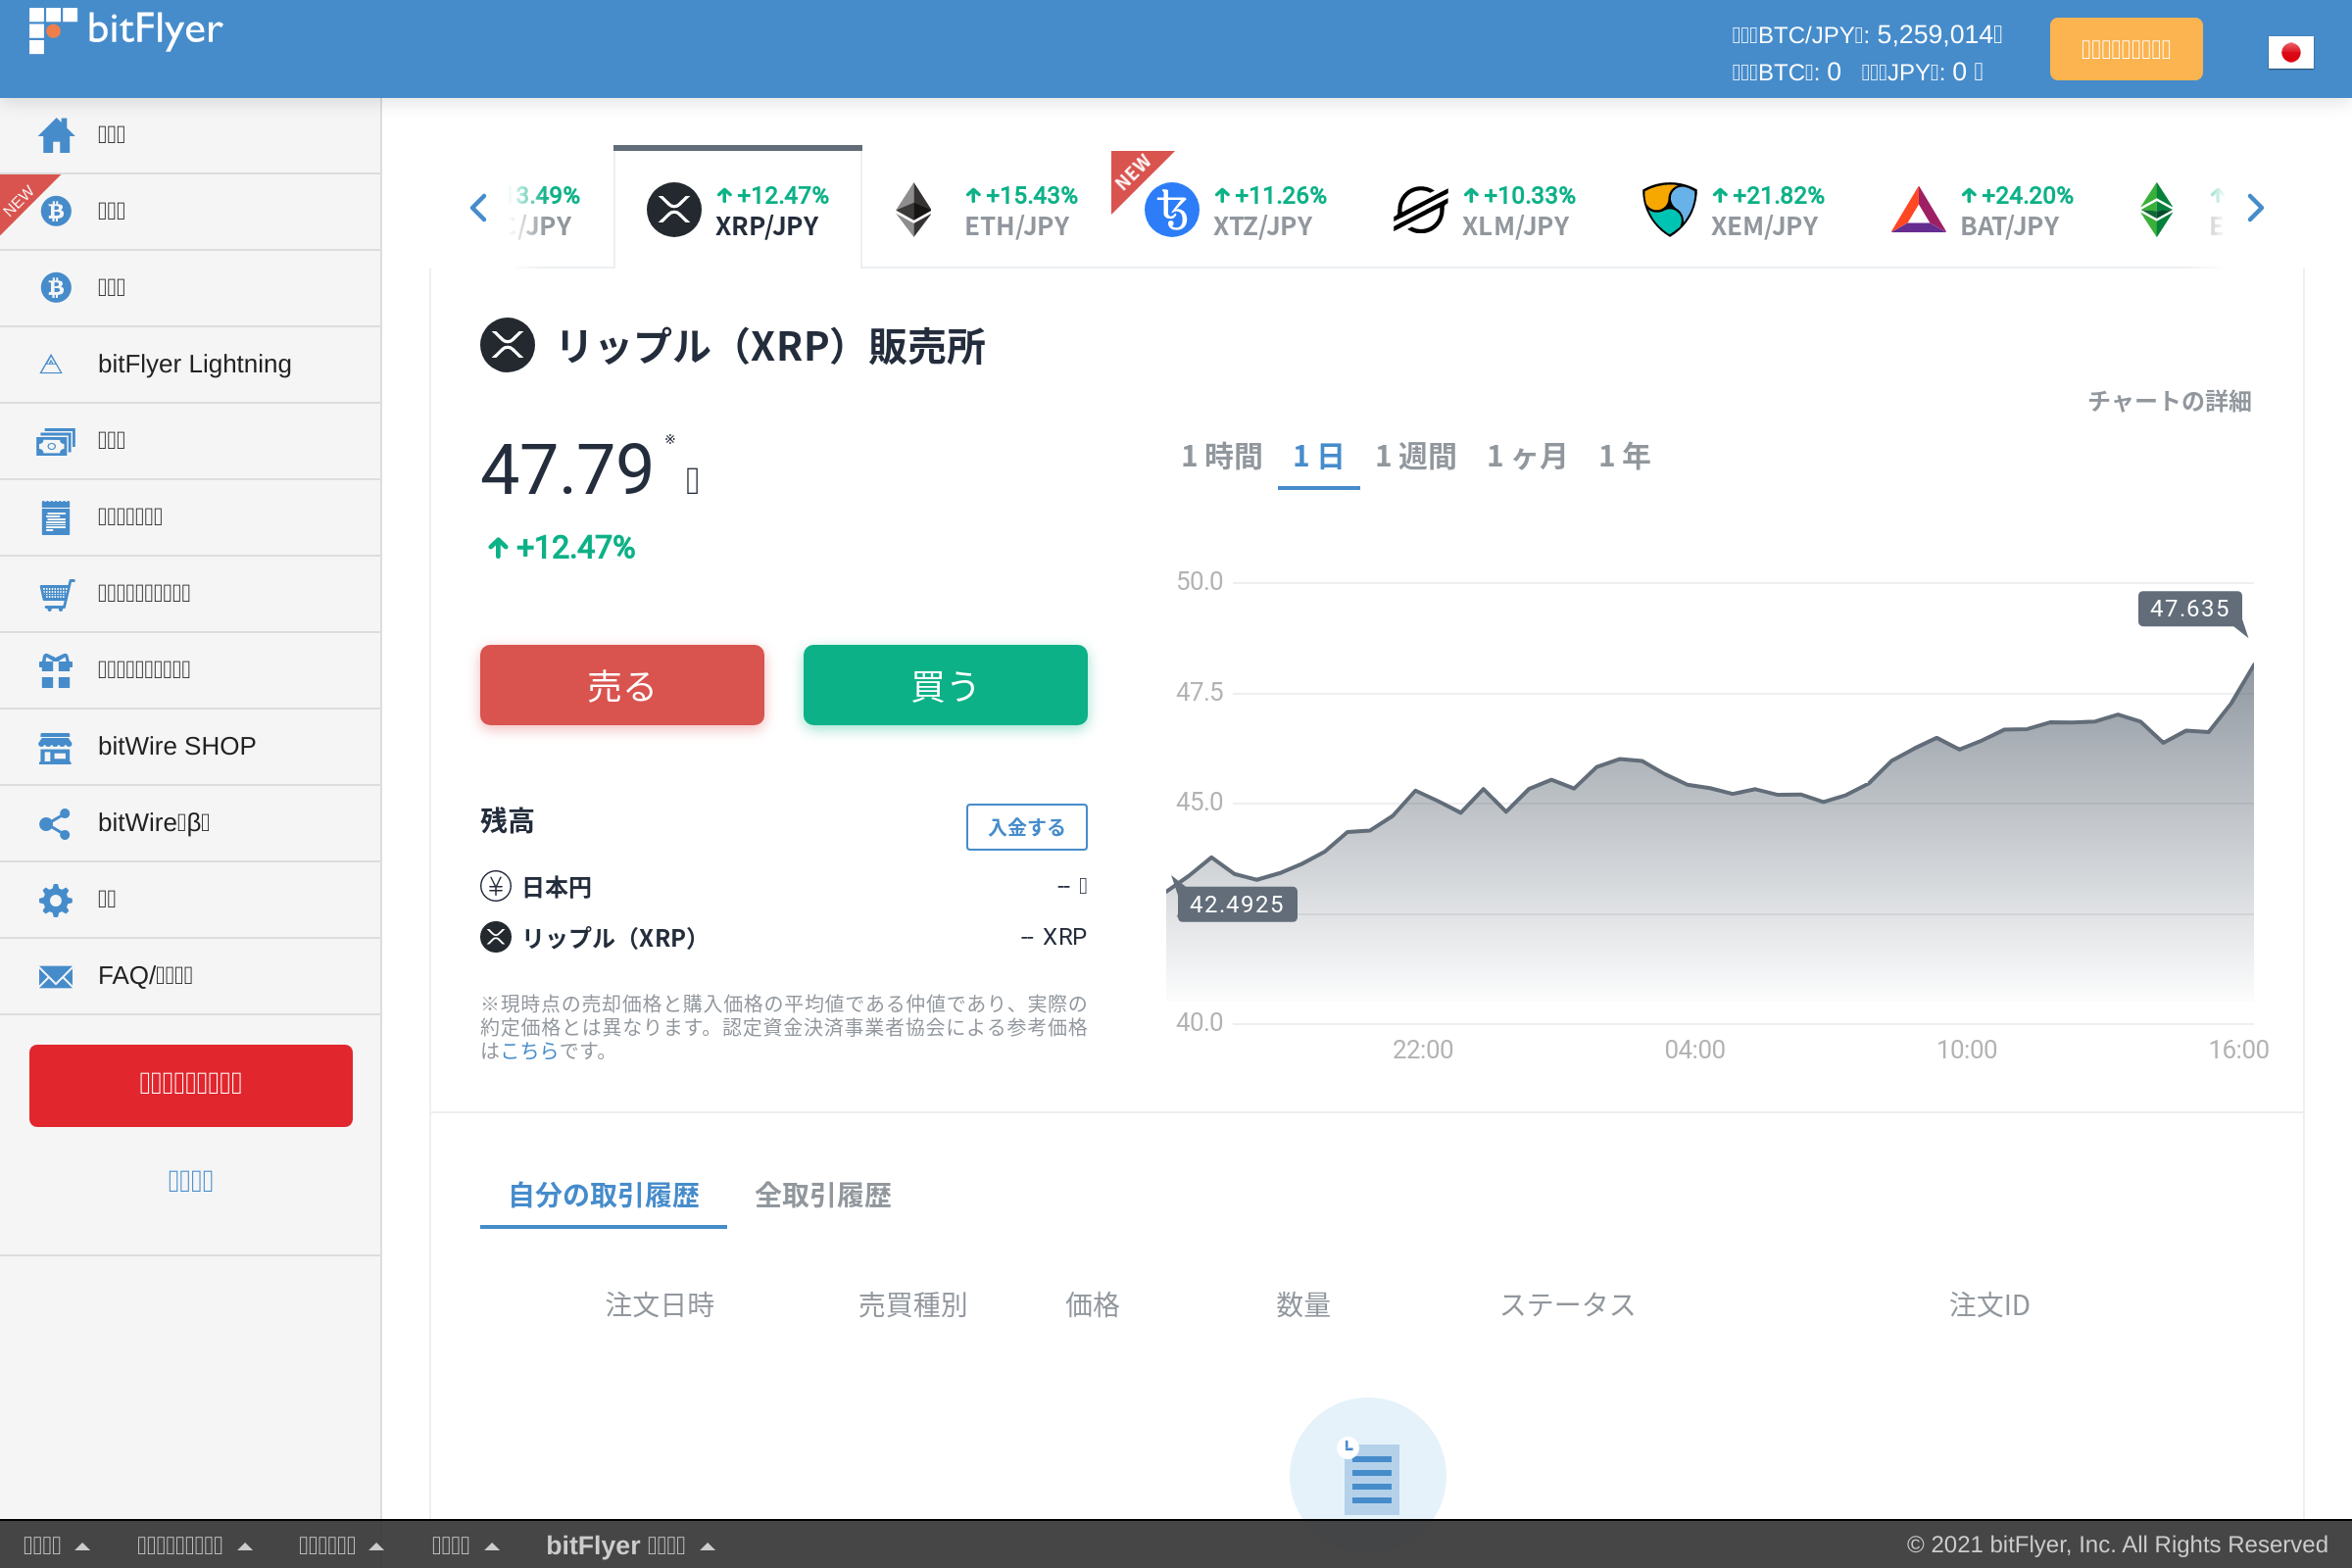 bitFlyer
BTC/JPY: 5,259,014
BTC: 0 JPY: 0
NEW
bitFlyer Lightning
bitWire SHOP
bitWire β
FAQ/
3.49%
/JPY
+12.47%
XRP/JPY
+15.43%
ETH/JPY
NEW
+11.26%
XTZ/JPY
+10.33%
XLM/JPY
+21.82%
XEM/JPY
+24.20%
BAT/JPY
リップル（XRP）販売所
チャートの詳細
47.79 ※
+12.47%
1 時間 1 日 1 週間 1 ヶ月 1 年
売る 買う
残高 入金する
日本円 --
リップル（XRP） -- XRP
※現時点の売却価格と購入価格の平均値である仲値であり、実際の
約定価格とは異なります。認定資金決済事業者協会による参考価格
はこちらです。
50.0
47.635
47.5
45.0
42.4925
40.0
22:00 04:00 10:00 16:00
自分の取引履歴 全取引履歴
注文日時 売買種別 価格 数量 ステータス 注文ID
bitFlyer
© 2021 bitFlyer, Inc. All Rights Reserved